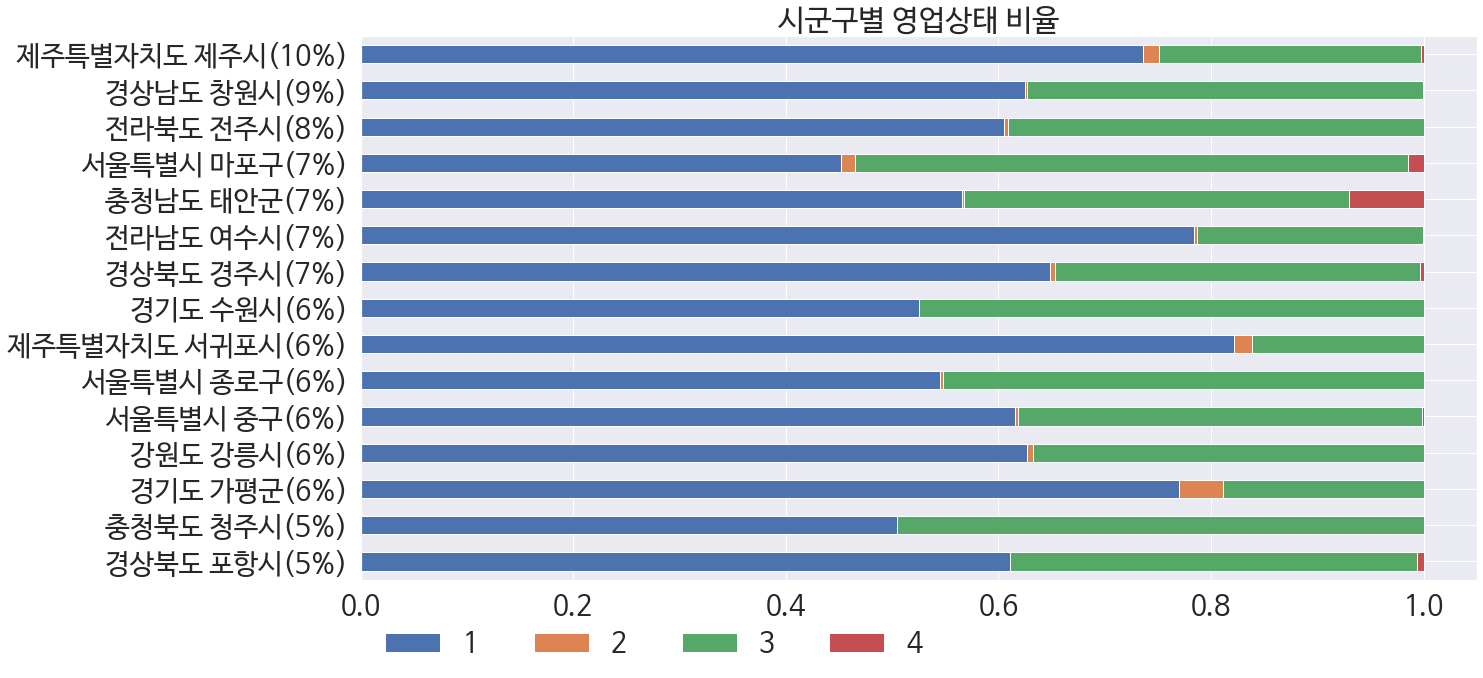 시군구별 영업상태 비율
제주특별자치도 제주시(10%)
경상남도 창원시(9%)
전라북도 전주시(8%)
서울특별시 마포구(7%)
충청남도 태안군(7%)
전라남도 여수시(7%)
경상북도 경주시(7%)
경기도 수원시(6%)
제주특별자치도 서귀포시(6%)
서울특별시 종로구(6%)
서울특별시 중구(6%)
강원도 강릉시(6%)
경기도 가평군(6%)
충청북도 청주시(5%)
경상북도 포항시(5%)
0.0 0.2 0.4 0.6 0.8 1.0
1 2 3 4